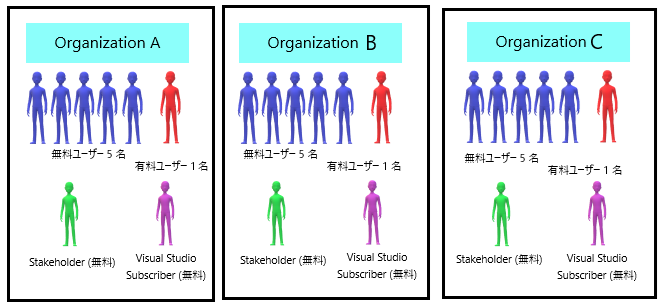 Organization A
無料ユーザー 5 名
有料ユーザー 1 名
Stakeholder (無料)
Visual Studio
Subscriber (無料)
Organization B
無料ユーザー 5 名
有料ユーザー 1 名
Stakeholder (無料)
Visual Studio
Subscriber (無料)
Organization C
無料ユーザー 5 名
有料ユーザー 1 名
Stakeholder (無料)
Visual Studio
Subscriber (無料)